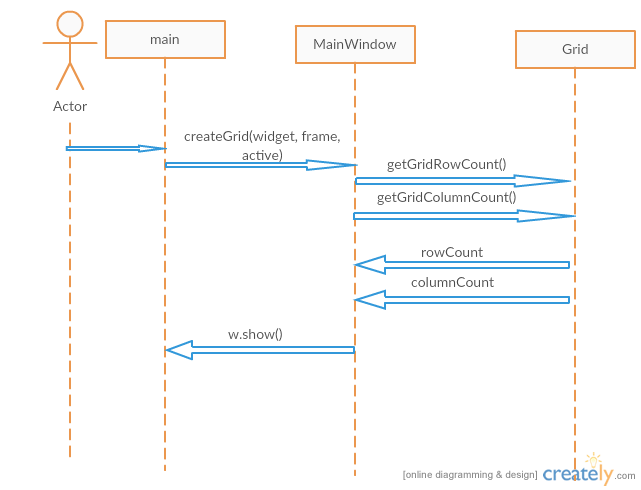 main
MainWindow
Grid
Actor
createGrid(widget, frame,
active)
getGridRowCount()
getGridColumnCount()
rowCount
columnCount
w.show()
[online diagramming & design] creately.com